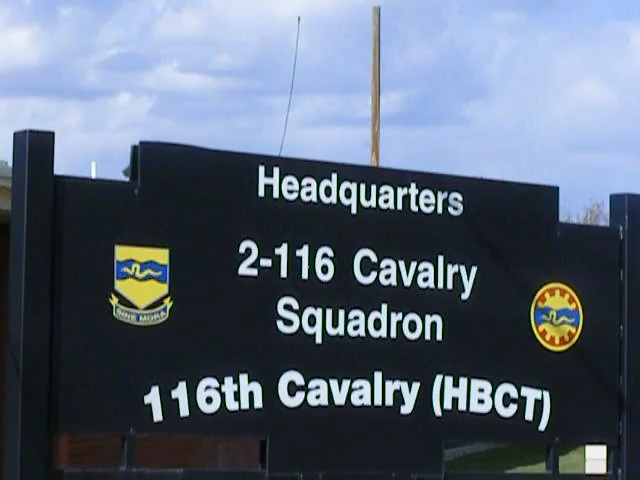 Headquarters
2-116 Cavalry
Squadron
SINE MORA
116th Cavalry (HBCT)